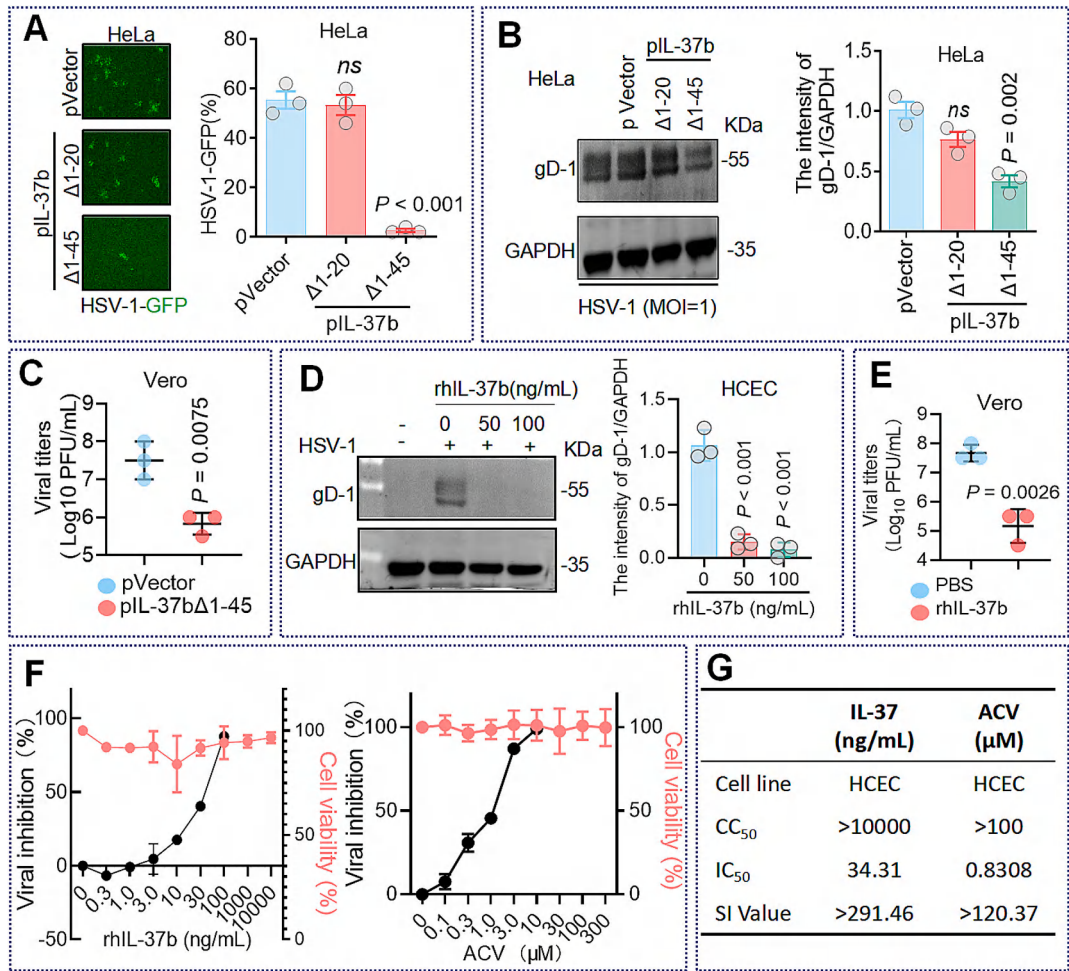 A
HeLa
pVector
pIL-37b
Δ1-20
Δ1-45
HSV-1-GFP
HeLa
HSV-1-GFP(%)
80
60
40
20
0
ns
P < 0.001
pVector
Δ1-20
Δ1-45
pIL-37b
B
pIL-37b
HeLa
p Vector
Δ1-20
Δ1-45
KDa
gD-1
-55
GAPDH
-35
HSV-1 (MOI=1)
HeLa
The intensity of
gD-1/GAPDH
1.5
1.0
0.5
0.0
ns
P = 0.002
pVector
Δ1-20
Δ1-45
pIL-37b
C
Vero
Viral titers
(Log10 PFU/mL)
9
8
7
6
5
P = 0.0075
pVector
pIL-37bΔ1-45
D
rhIL-37b(ng/mL)
- 0 50 100
HSV-1 - + + + KDa
gD-1
-55
GAPDH
-35
HCEC
The intensity of gD-1/GAPDH
1.5
1.0
0.5
0.0
P < 0.001
P < 0.001
0 50 100
rhIL-37b (ng/mL)
E
Vero
Viral titers
(Log10 PFU/mL)
9
8
7
6
5
4
P = 0.0026
PBS
rhIL-37b
F
Viral inhibition (%)
100
50
0
-50
Cell viability (%)
100
50
0
0 0.3 1.0 3.0 10 30 100 1000 10000
rhIL-37b (ng/mL)
Viral inhibition (%)
100
50
0
Cell viability (%)
100
50
0
0 0.1 0.3 1.0 3.0 10 30 100 300
ACV (μM)
G
IL-37 ACV
(ng/mL) (μM)
Cell line HCEC HCEC
CC50 >10000 >100
IC50 34.31 0.8308
SI Value >291.46 >120.37